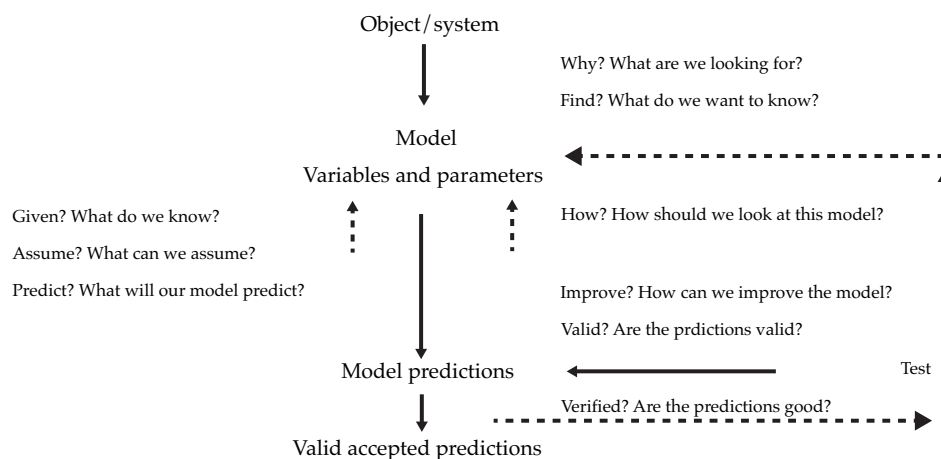 Object/system
Why? What are we looking for?
Find? What do we want to know?
Model
Variables and parameters
Given? What do we know?
How? How should we look at this model?
Assume? What can we assume?
Predict? What will our model predict?
Improve? How can we improve the model?
Valid? Are the prdictions valid?
Model predictions
Test
Verified? Are the predictions good?
Valid accepted predictions